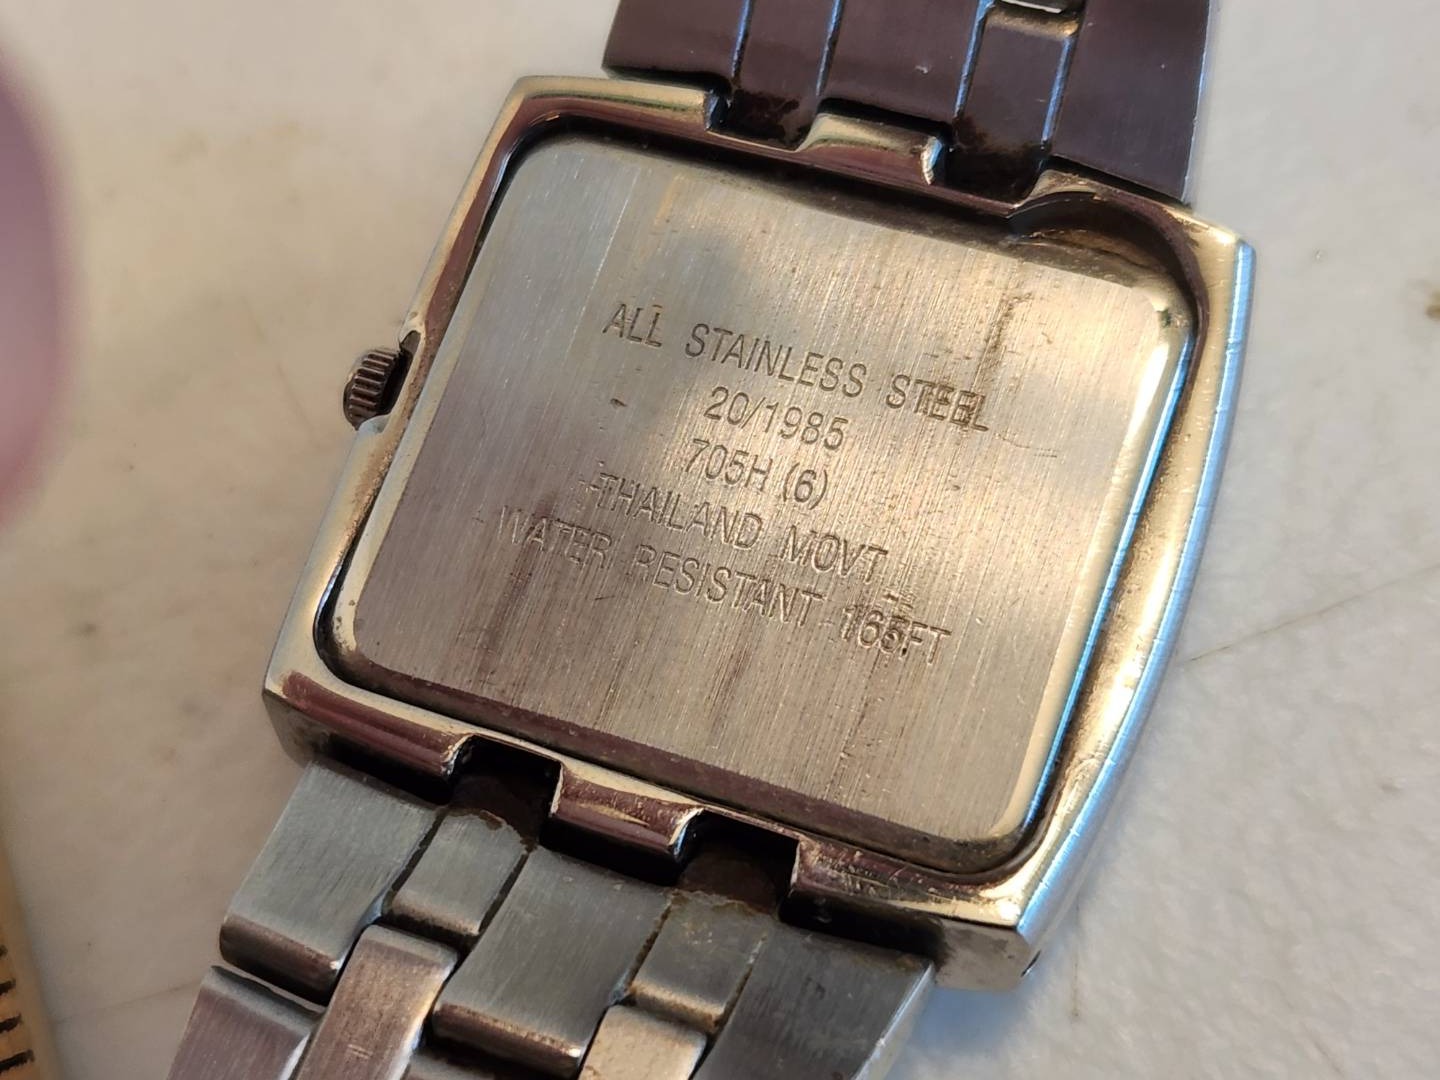 ALL STAINLESS STEEL
20/1985
705H (6)
THAILAND MOVT
WATER RESISTANT 165FT